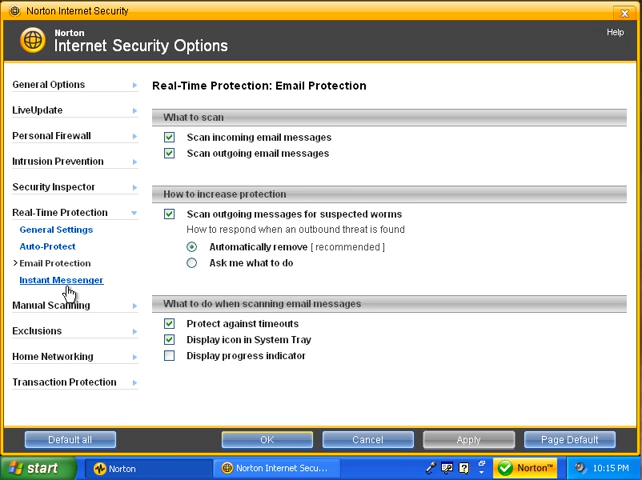 Norton Internet Security
Norton
Internet Security Options
Help
General Options
LiveUpdate
Personal Firewall
Intrusion Prevention
Security Inspector
Real-Time Protection
General Settings
Auto-Protect
> Email Protection
Instant Messenger
Manual Scanning
Exclusions
Home Networking
Transaction Protection
Real-Time Protection: Email Protection
What to scan
Scan incoming email messages
Scan outgoing email messages
How to increase protection
Scan outgoing messages for suspected worms
How to respond when an outbound threat is found
Automatically remove [ recommended ]
Ask me what to do
What to do when scanning email messages
Protect against timeouts
Display icon in System Tray
Display progress indicator
Default all
OK
Cancel
Apply
Page Default
start
Norton
Norton Internet Secu...
Norton™
10:15 PM